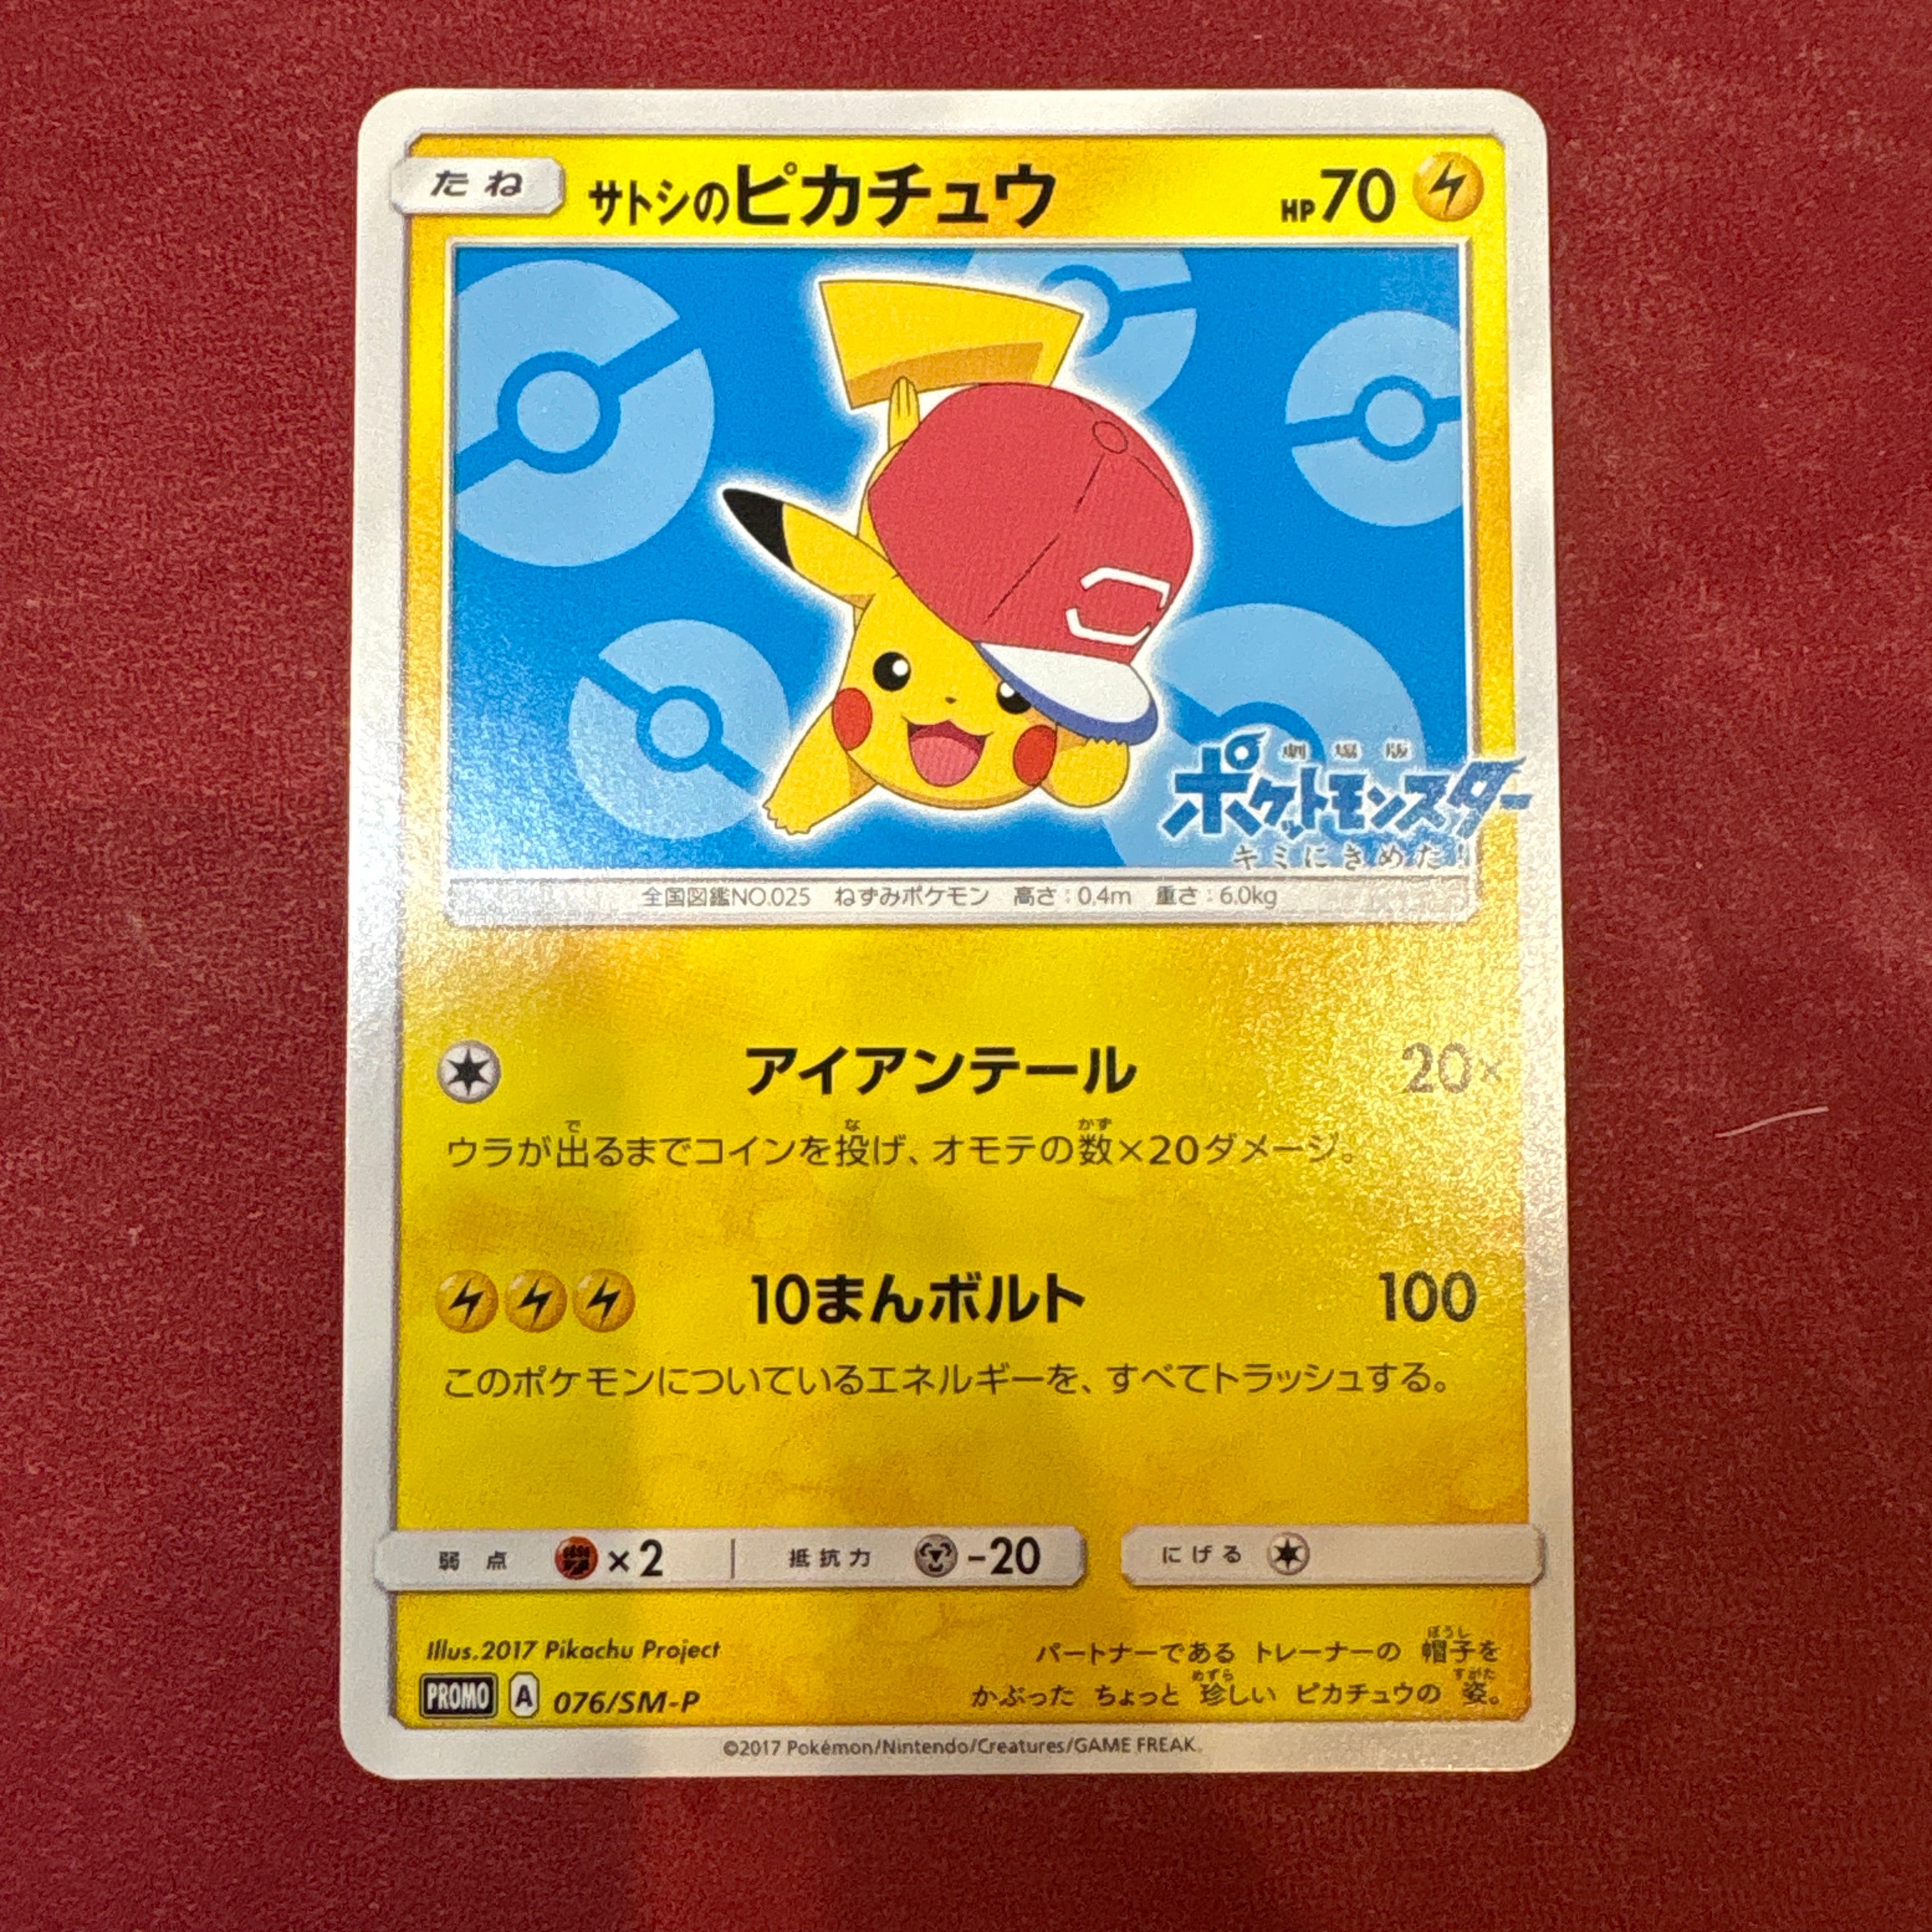 たね
サトシのピカチュウ
HP70
劇場版
ポケットモンスター
キミにきめた!
全国図鑑NO.025 ねずみポケモン 高さ:0.4m 重さ:6.0kg
アイアンテール 20×
ウラが出るまでコインを投げ、オモテの数×20ダメージ。
10まんボルト 100
このポケモンについているエネルギーを、すべてトラッシュする。
弱点 ×2 抵抗力 -20 にげる
Illus.2017 Pikachu Project
PROMO A 076/SM-P
パートナーである トレーナーの 帽子を
かぶった ちょっと 珍しい ピカチュウの 姿。
©2017 Pokémon/Nintendo/Creatures/GAME FREAK.